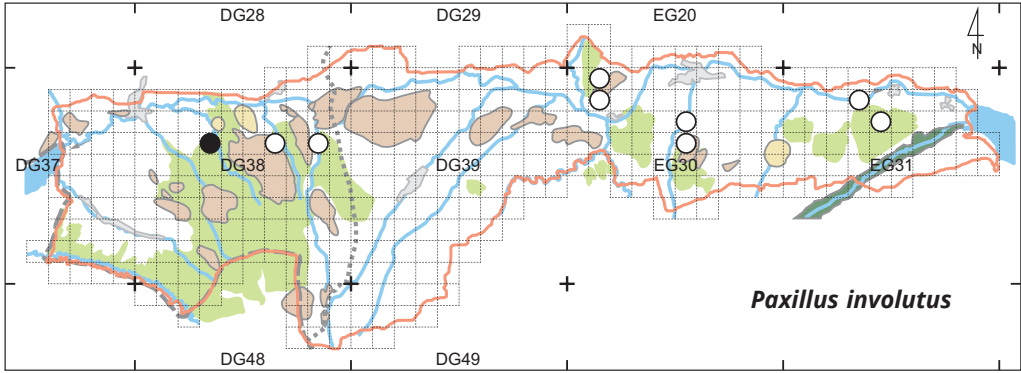 DG28 DG29 EG20
N
DG37 DG38 DG39 EG30 EG31
Paxillus involutus
DG48 DG49